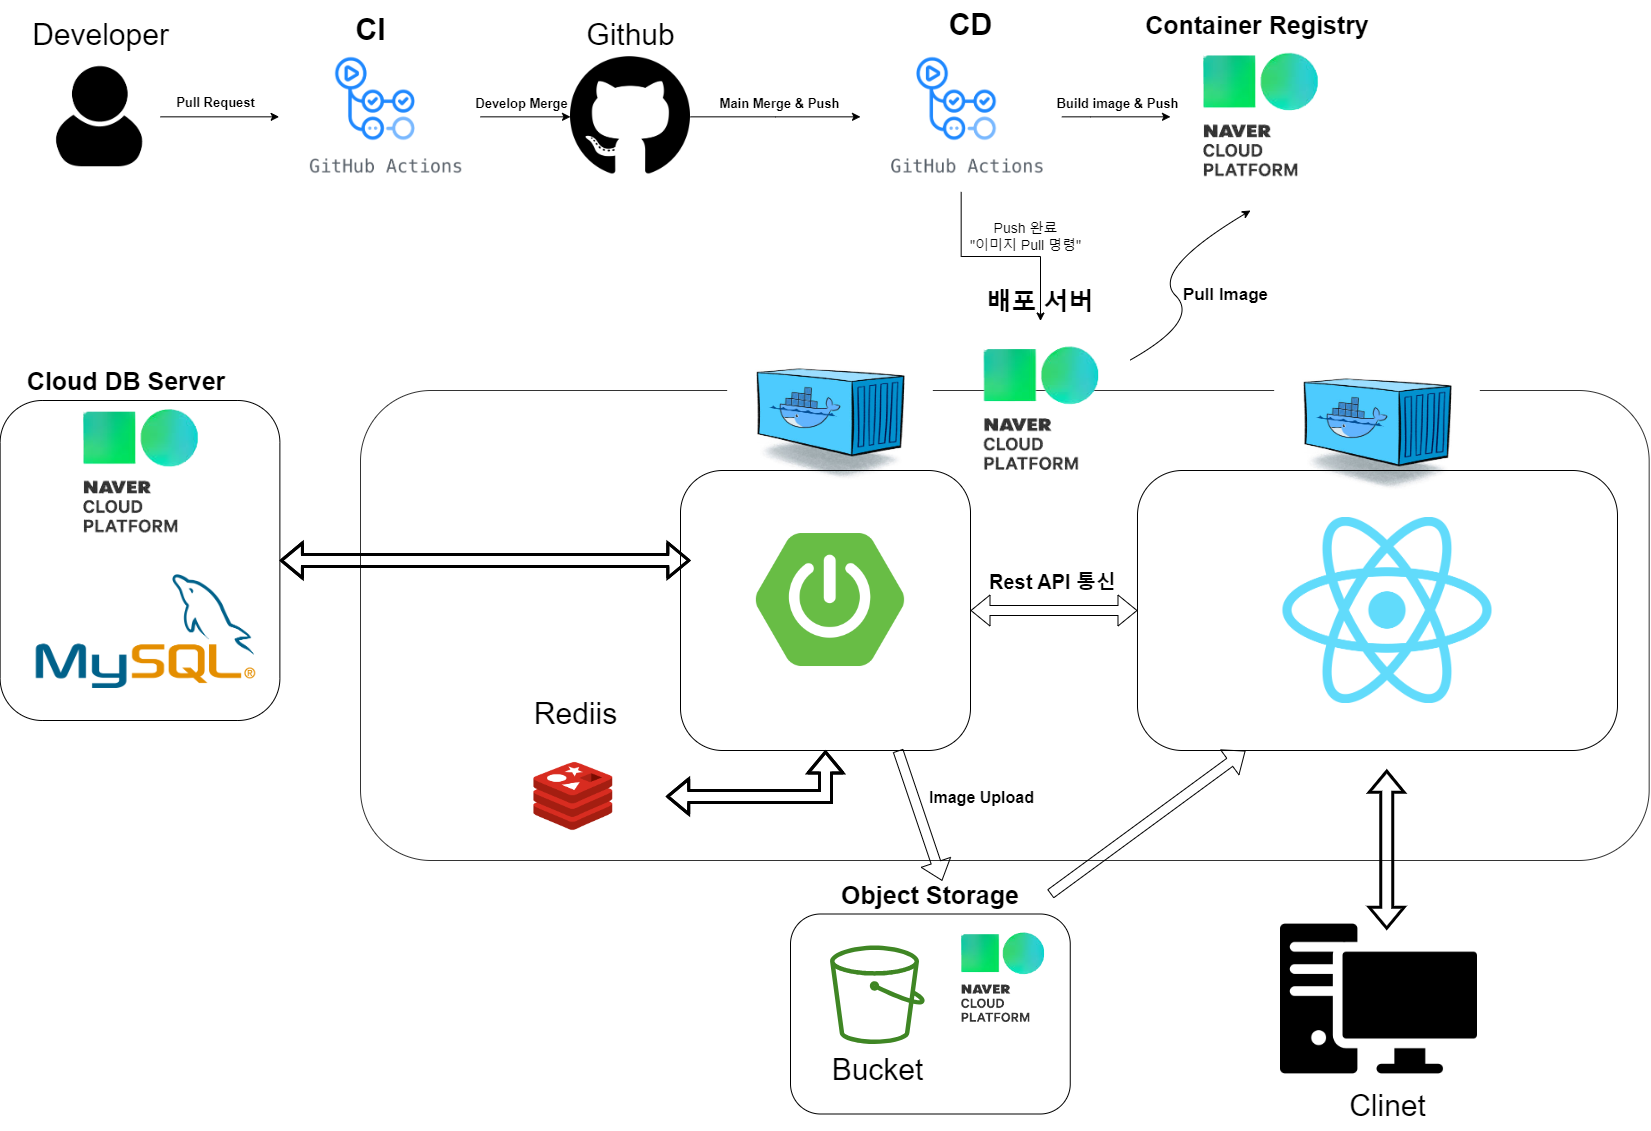 Developer
CI
Github
CD
Container Registry
Pull Request
Develop Merge
Main Merge & Push
Build image & Push
GitHub Actions
GitHub Actions
NAVER
CLOUD
PLATFORM
Push 완료
"이미지 Pull 명령"
배포 서버
Pull Image
Cloud DB Server
NAVER
CLOUD
PLATFORM
NAVER
CLOUD
PLATFORM
MySQL®
Rest API 통신
Rediis
Image Upload
Object Storage
NAVER
CLOUD
PLATFORM
Bucket
Clinet